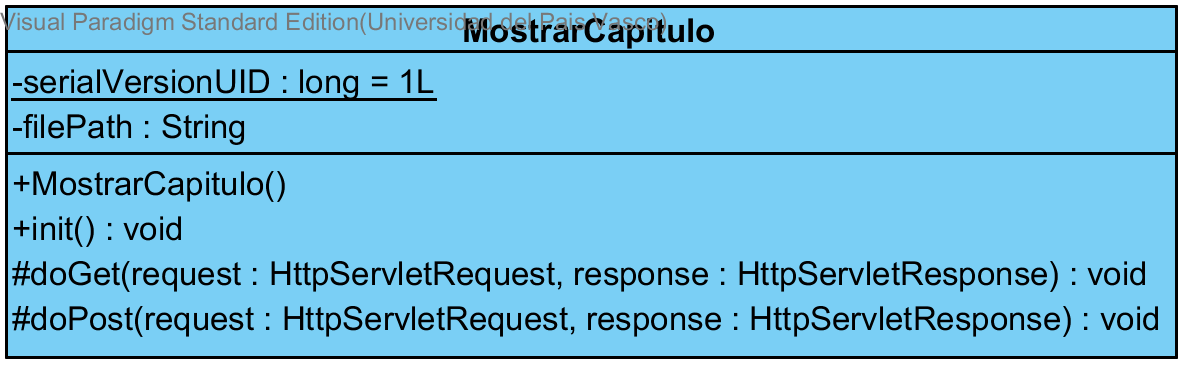 Visual Paradigm Standard Edition(Universidad del Pais Vasco)
MostrarCapitulo
-serialVersionUID : long = 1L
-filePath : String
+MostrarCapitulo()
+init() : void
#doGet(request : HttpServletRequest, response : HttpServletResponse) : void
#doPost(request : HttpServletRequest, response : HttpServletResponse) : void